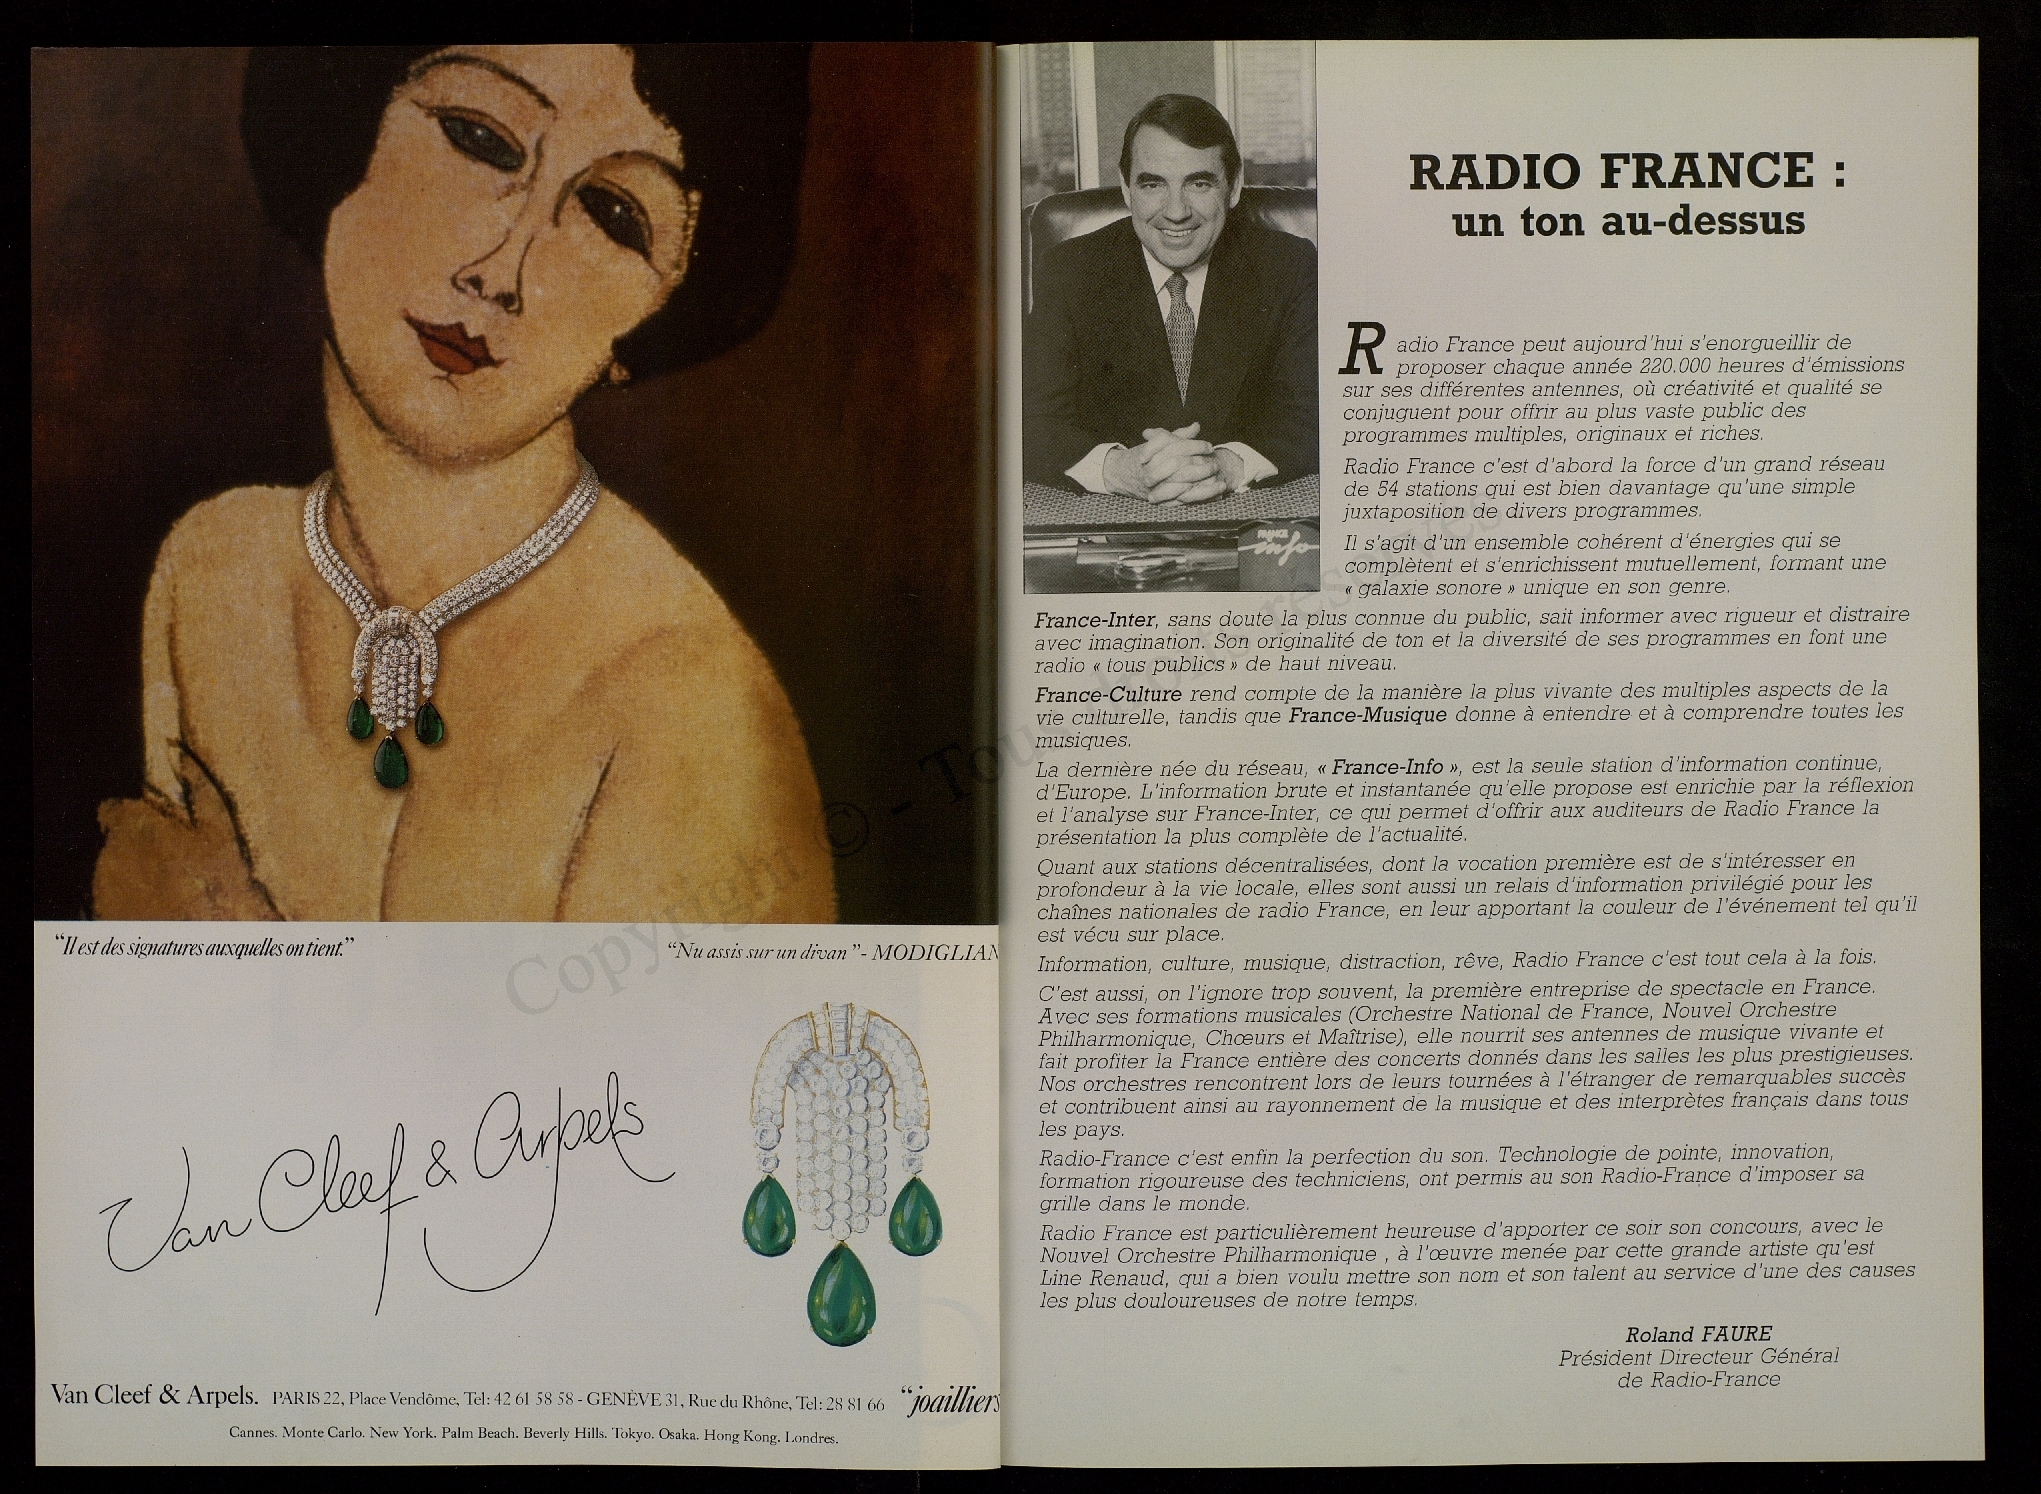 "Il est des signatures auxquelles on tient."
"Nu assis sur un divan" - MODIGLIAN
Van Cleef & Arpels
Van Cleef & Arpels. PARIS 22, Place Vendôme, Tel: 42 61 58 58 - GENÈVE 31, Rue du Rhône, Tel: 28 81 66 "joailliers
Cannes. Monte Carlo. New York. Palm Beach. Beverly Hills. Tokyo. Osaka. Hong Kong. Londres.
FRANCE
info
RADIO FRANCE :
un ton au-dessus
Radio France peut aujourd'hui s'enorgueillir de
proposer chaque année 220.000 heures d'émissions
sur ses différentes antennes, où créativité et qualité se
conjuguent pour offrir au plus vaste public des
programmes multiples, originaux et riches.
Radio France c'est d'abord la force d'un grand réseau
de 54 stations qui est bien davantage qu'une simple
juxtaposition de divers programmes.
Il s'agit d'un ensemble cohérent d'énergies qui se
complètent et s'enrichissent mutuellement, formant une
« galaxie sonore » unique en son genre.
France-Inter, sans doute la plus connue du public, sait informer avec rigueur et distraire
avec imagination. Son originalité de ton et la diversité de ses programmes en font une
radio « tous publics » de haut niveau.
France-Culture rend compte de la manière la plus vivante des multiples aspects de la
vie culturelle, tandis que France-Musique donne à entendre et à comprendre toutes les
musiques.
La dernière née du réseau, « France-Info », est la seule station d'information continue,
d'Europe. L'information brute et instantanée qu'elle propose est enrichie par la réflexion
et l'analyse sur France-Inter, ce qui permet d'offrir aux auditeurs de Radio France la
présentation la plus complète de l'actualité.
Quant aux stations décentralisées, dont la vocation première est de s'intéresser en
profondeur à la vie locale, elles sont aussi un relais d'information privilégié pour les
chaînes nationales de radio France, en leur apportant la couleur de l'événement tel qu'il
est vécu sur place.
Information, culture, musique, distraction, rêve, Radio France c'est tout cela à la fois.
C'est aussi, on l'ignore trop souvent, la première entreprise de spectacle en France.
Avec ses formations musicales (Orchestre National de France, Nouvel Orchestre
Philharmonique, Chœurs et Maîtrise), elle nourrit ses antennes de musique vivante et
fait profiter la France entière des concerts donnés dans les salles les plus prestigieuses.
Nos orchestres rencontrent lors de leurs tournées à l'étranger de remarquables succès
et contribuent ainsi au rayonnement de la musique et des interprètes français dans tous
les pays.
Radio-France c'est enfin la perfection du son. Technologie de pointe, innovation,
formation rigoureuse des techniciens, ont permis au son Radio-France d'imposer sa
grille dans le monde.
Radio France est particulièrement heureuse d'apporter ce soir son concours, avec le
Nouvel Orchestre Philharmonique , à l'œuvre menée par cette grande artiste qu'est
Line Renaud, qui a bien voulu mettre son nom et son talent au service d'une des causes
les plus douloureuses de notre temps.
Roland FAURE
Président Directeur Général
de Radio-France
Copyright © - Tous droits réservés